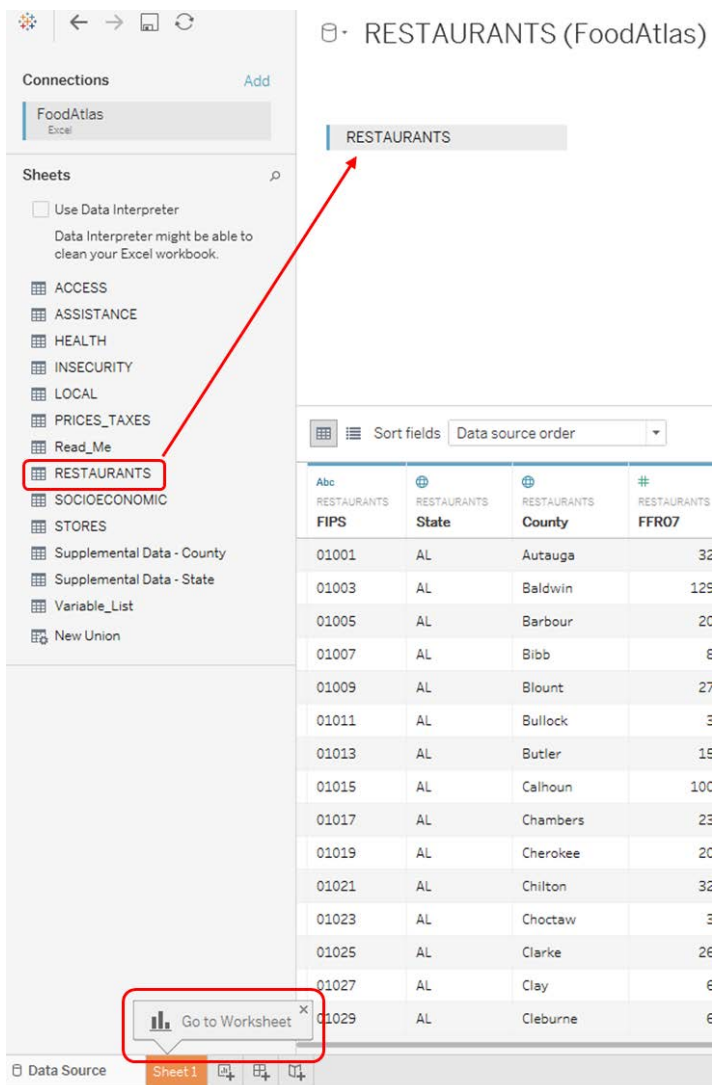 RESTAURANTS (FoodAtlas)
Connections Add
FoodAtlas
Excel
RESTAURANTS
Sheets
Use Data Interpreter
Data Interpreter might be able to
clean your Excel workbook.
ACCESS
ASSISTANCE
HEALTH
INSECURITY
LOCAL
PRICES_TAXES
Read_Me
RESTAURANTS
SOCIOECONOMIC
STORES
Supplemental Data - County
Supplemental Data - State
Variable_List
New Union
Sort fields Data source order
Abc #
RESTAURANTS RESTAURANTS RESTAURANTS RESTAURANTS
FIPS State County FFR07
01001 AL Autauga 32
01003 AL Baldwin 129
01005 AL Barbour 20
01007 AL Bibb 8
01009 AL Blount 27
01011 AL Bullock 3
01013 AL Butler 15
01015 AL Calhoun 100
01017 AL Chambers 23
01019 AL Cherokee 20
01021 AL Chilton 32
01023 AL Choctaw 3
01025 AL Clarke 26
01027 AL Clay 6
01029 AL Cleburne 6
Go to Worksheet
Data Source Sheet 1